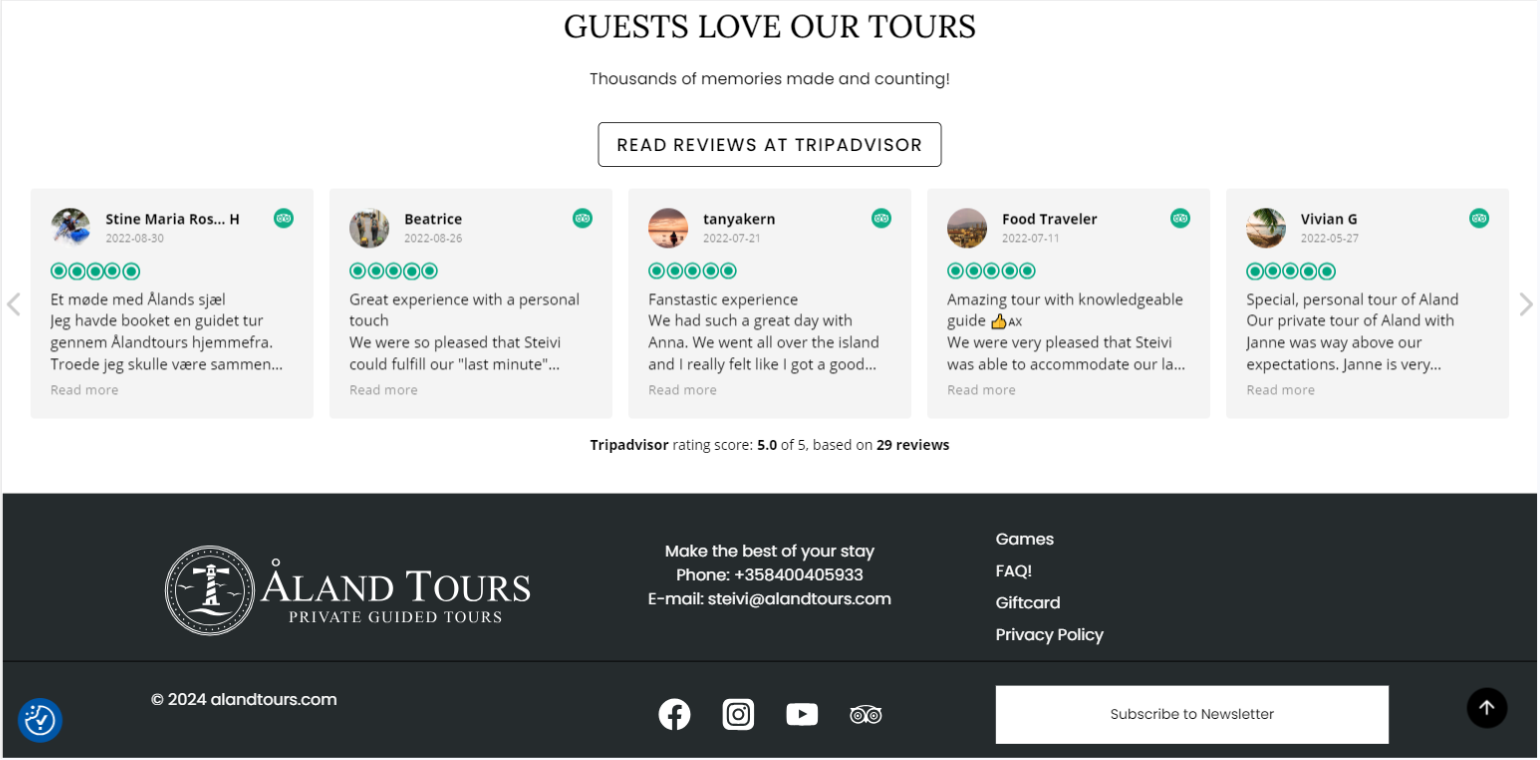 GUESTS LOVE OUR TOURS
Thousands of memories made and counting!
READ REVIEWS AT TRIPADVISOR
Stine Maria Ros... H
2022-08-30
Et møde med Ålands sjæl
Jeg havde booket en guidet tur
gennem Ålandtours hjemmefra.
Troede jeg skulle være sammen...
Read more
Beatrice
2022-08-26
Great experience with a personal
touch
We were so pleased that Steivi
could fulfill our "last minute"...
Read more
tanyakern
2022-07-21
Fanstastic experience
We had such a great day with
Anna. We went all over the island
and I really felt like I got a good...
Read more
Food Traveler
2022-07-11
Amazing tour with knowledgeable
guide 👍AX
We were very pleased that Steivi
was able to accommodate our la...
Read more
Vivian G
2022-05-27
Special, personal tour of Aland
Our private tour of Aland with
Janne was way above our
expectations. Janne is very...
Read more
Tripadvisor rating score: 5.0 of 5, based on 29 reviews
ÅLAND TOURS
PRIVATE GUIDED TOURS
Make the best of your stay
Phone: +358400405933
E-mail: steivi@alandtours.com
Games
FAQ!
Giftcard
Privacy Policy
© 2024 alandtours.com
Subscribe to Newsletter